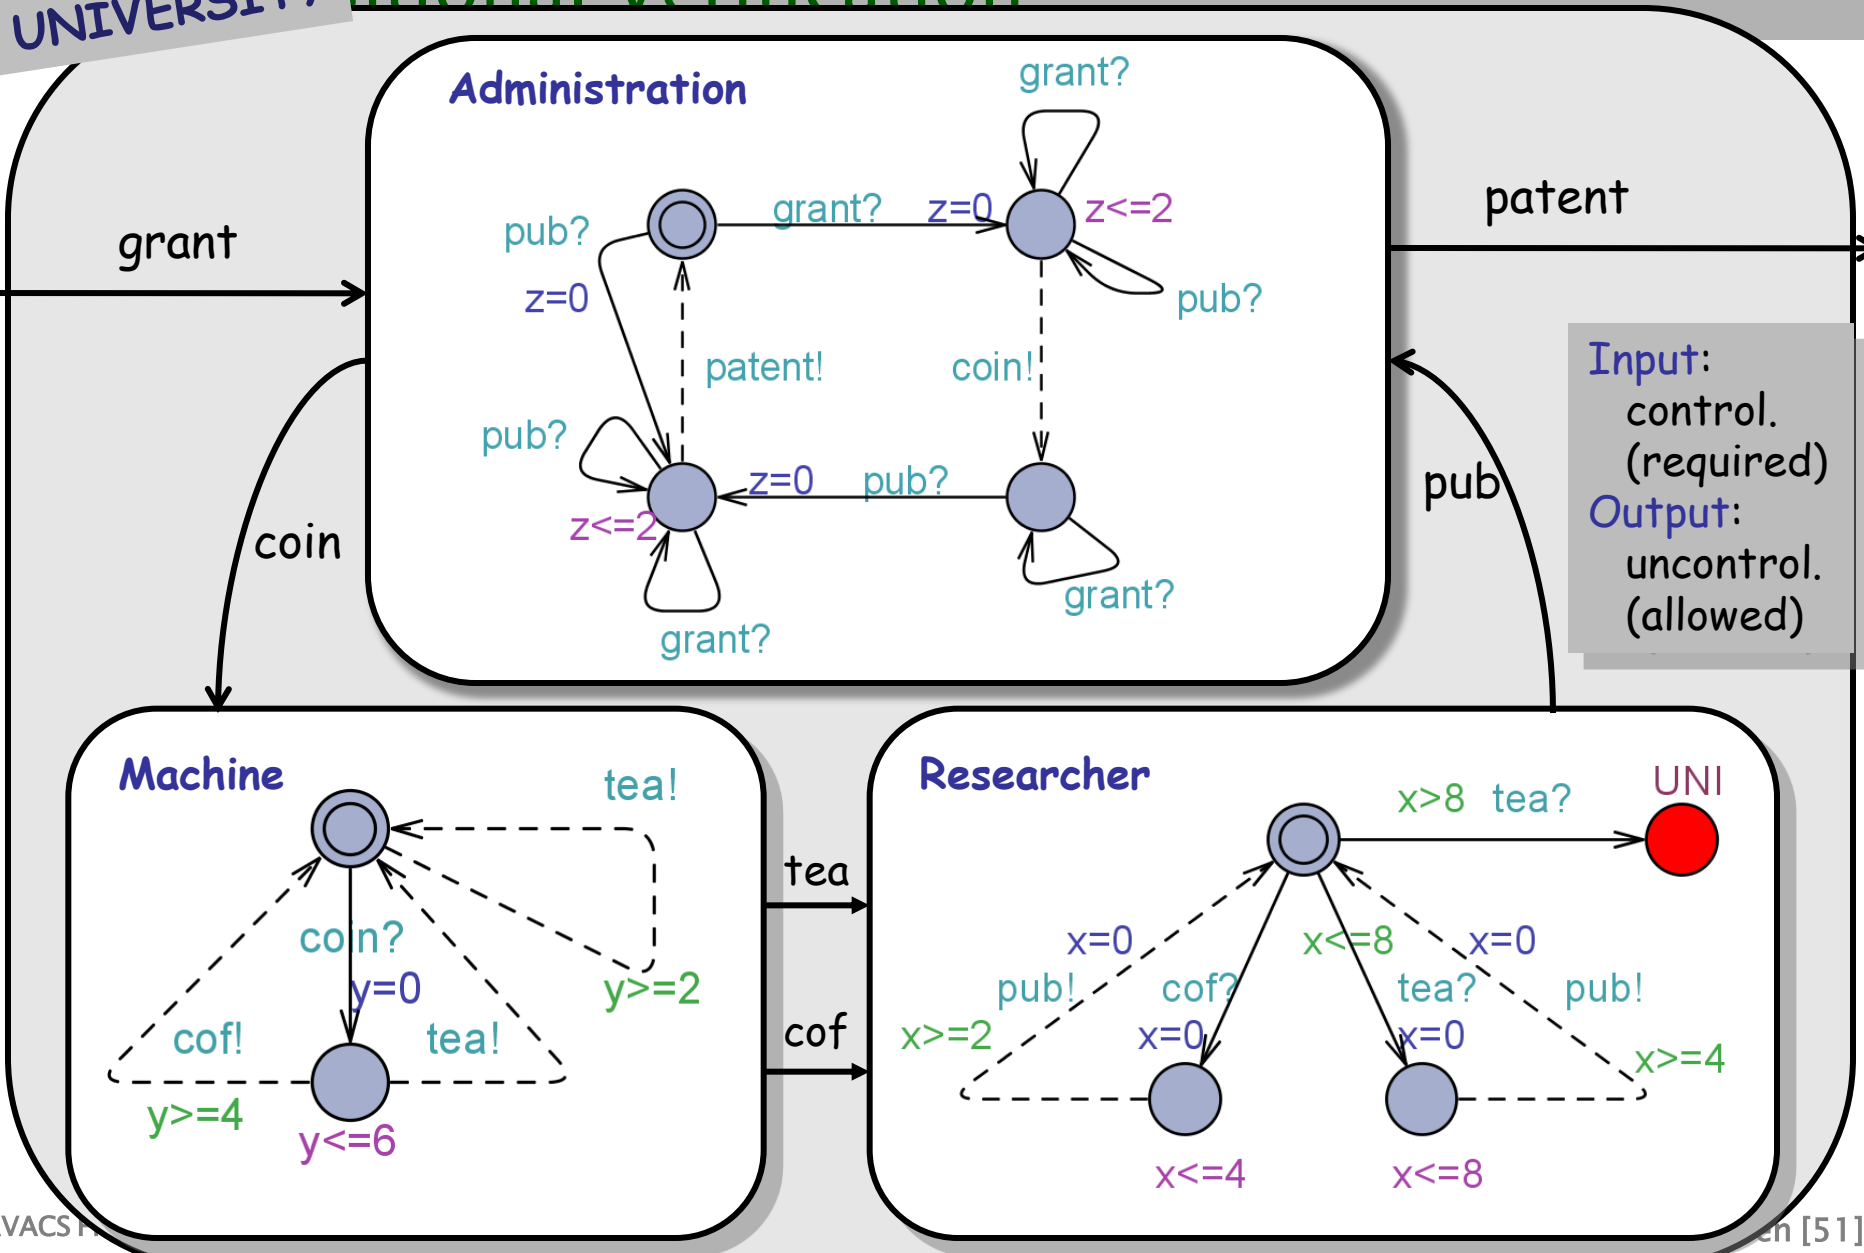 UNIVERSITY
Administration
grant?
pub?
grant?
z=0
z<=2
patent
grant
z=0
pub?
patent!
coin!
Input:
control.
(required)
Output:
uncontrol.
(allowed)
pub?
z=0
pub?
pub
z<=2
coin
grant?
grant?
Machine
tea!
Researcher
UNI
x>8
tea?
tea
coin?
x=0
x<=8
x=0
y=0
y>=2
pub!
cof?
tea?
pub!
cof!
tea!
cof
x>=2
x=0
x=0
x>=4
y>=4
y<=6
x<=4
x<=8
[51]